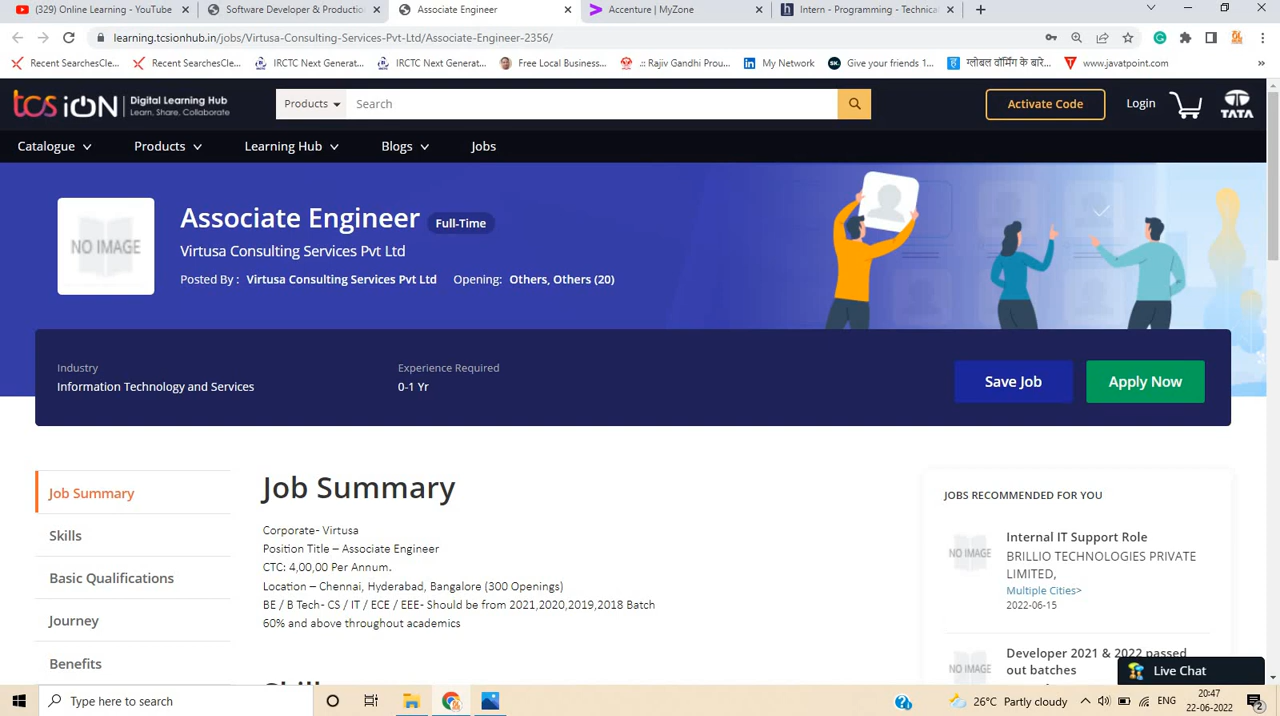 (329) Online Learning - YouTube
Software Developer & Productio
Associate Engineer
Accenture | MyZone
Intern - Programming - Technical
learning.tcsionhub.in/jobs/Virtusa-Consulting-Services-Pvt-Ltd/Associate-Engineer-2356/
Recent SearchesCle...
Recent SearchesCle...
IRCTC Next Generat...
IRCTC Next Generat...
Free Local Business...
.:: Rajiv Gandhi Prou...
My Network
Give your friends 1...
ग्लोबल वॉर्मिंग के बारे...
www.javatpoint.com
»
tcs iON
Digital Learning Hub
Learn, Share, Collaborate
Products
Search
Activate Code
Login
TATA
Catalogue
Products
Learning Hub
Blogs
Jobs
NO IMAGE
Associate Engineer
Full-Time
Virtusa Consulting Services Pvt Ltd
Posted By : Virtusa Consulting Services Pvt Ltd
Opening: Others, Others (20)
Industry
Information Technology and Services
Experience Required
0-1 Yr
Save Job
Apply Now
Job Summary
Skills
Basic Qualifications
Journey
Benefits
Job Summary
Corporate- Virtusa
Position Title – Associate Engineer
CTC: 4,00,00 Per Annum.
Location – Chennai, Hyderabad, Bangalore (300 Openings)
BE / B Tech- CS / IT / ECE / EEE- Should be from 2021,2020,2019,2018 Batch
60% and above throughout academics
JOBS RECOMMENDED FOR YOU
NO IMAGE
Internal IT Support Role
BRILLIO TECHNOLOGIES PRIVATE
LIMITED,
Multiple Cities>
2022-06-15
NO IMAGE
Developer 2021 & 2022 passed
out batches
Live Chat
Type here to search
26°C Partly cloudy
ENG
20:47
22-06-2022
2